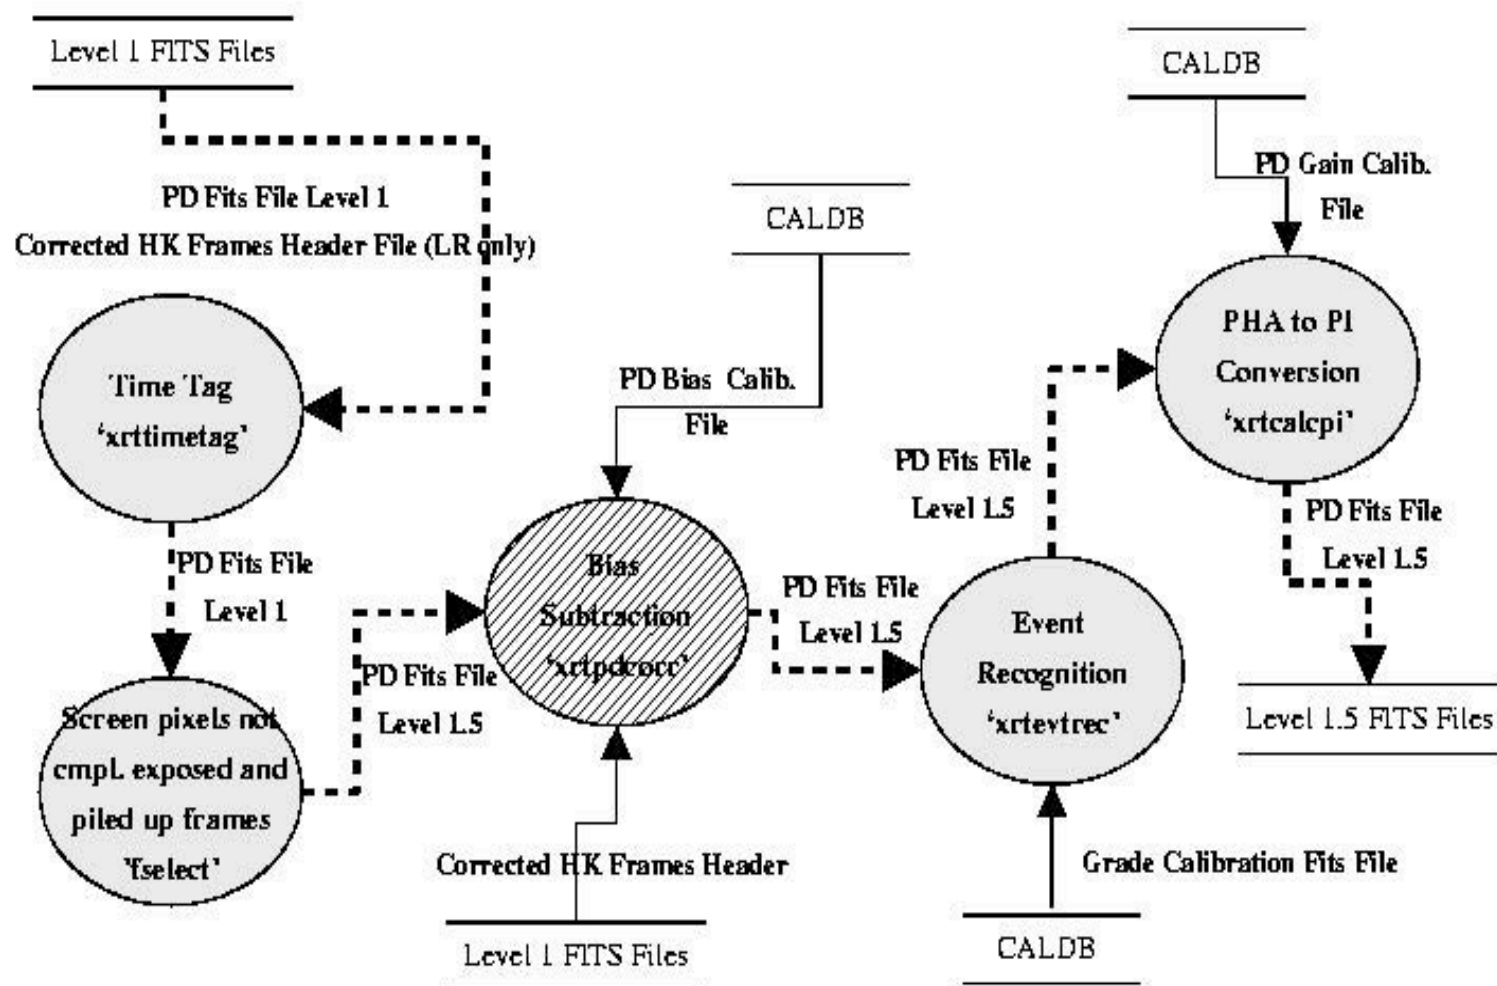 Level 1 FITS Files
PD Fits File Level 1
Corrected HK Frames Header File (LR only)
Time Tag
‘xrttimetag’
PD Fits File
Level 1
Screen pixels not
cmpl. exposed and
piled up frames
‘fselect’
PD Fits File
Level 1.5
CALDB
PD Bias Calib.
File
Bias
Subtraction
‘xrtpdcorr’
Corrected HK Frames Header
Level 1 FITS Files
PD Fits File
Level 1.5
Event
Recognition
‘xrtevtrec’
Grade Calibration Fits File
CALDB
PD Fits File
Level 1.5
CALDB
PD Gain Calib.
File
PHA to PI
Conversion
‘xrtcalcpi’
PD Fits File
Level 1.5
Level 1.5 FITS Files